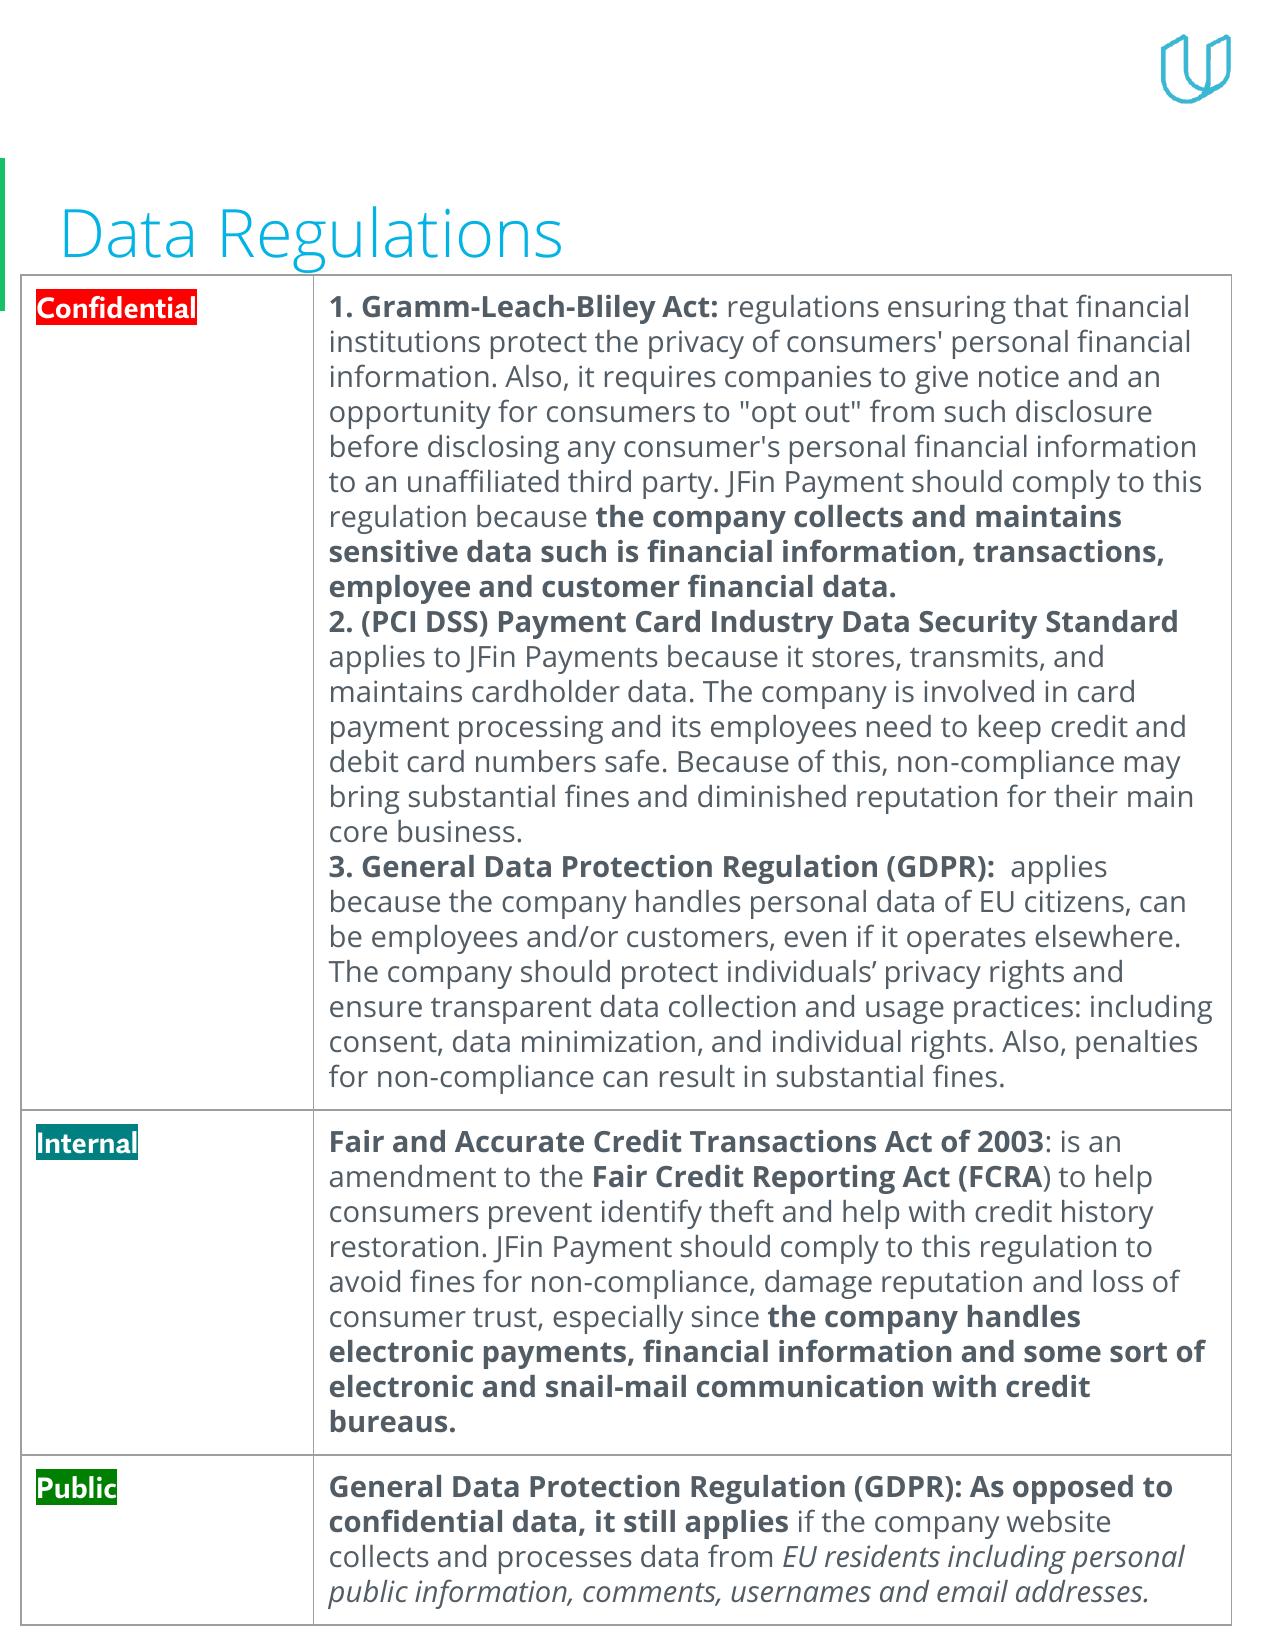 Data Regulations
Confidential
1. Gramm-Leach-Bliley Act: regulations ensuring that financial
institutions protect the privacy of consumers' personal financial
information. Also, it requires companies to give notice and an
opportunity for consumers to "opt out" from such disclosure
before disclosing any consumer's personal financial information
to an unaffiliated third party. JFin Payment should comply to this
regulation because the company collects and maintains
sensitive data such is financial information, transactions,
employee and customer financial data.
2. (PCI DSS) Payment Card Industry Data Security Standard
applies to JFin Payments because it stores, transmits, and
maintains cardholder data. The company is involved in card
payment processing and its employees need to keep credit and
debit card numbers safe. Because of this, non-compliance may
bring substantial fines and diminished reputation for their main
core business.
3. General Data Protection Regulation (GDPR):  applies
because the company handles personal data of EU citizens, can
be employees and/or customers, even if it operates elsewhere.
The company should protect individuals’ privacy rights and
ensure transparent data collection and usage practices: including
consent, data minimization, and individual rights. Also, penalties
for non-compliance can result in substantial fines.
Internal
Fair and Accurate Credit Transactions Act of 2003: is an
amendment to the Fair Credit Reporting Act (FCRA) to help
consumers prevent identify theft and help with credit history
restoration. JFin Payment should comply to this regulation to
avoid fines for non-compliance, damage reputation and loss of
consumer trust, especially since the company handles
electronic payments, financial information and some sort of
electronic and snail-mail communication with credit
bureaus.
Public
General Data Protection Regulation (GDPR): As opposed to
confidential data, it still applies if the company website
collects and processes data from EU residents including personal
public information, comments, usernames and email addresses.